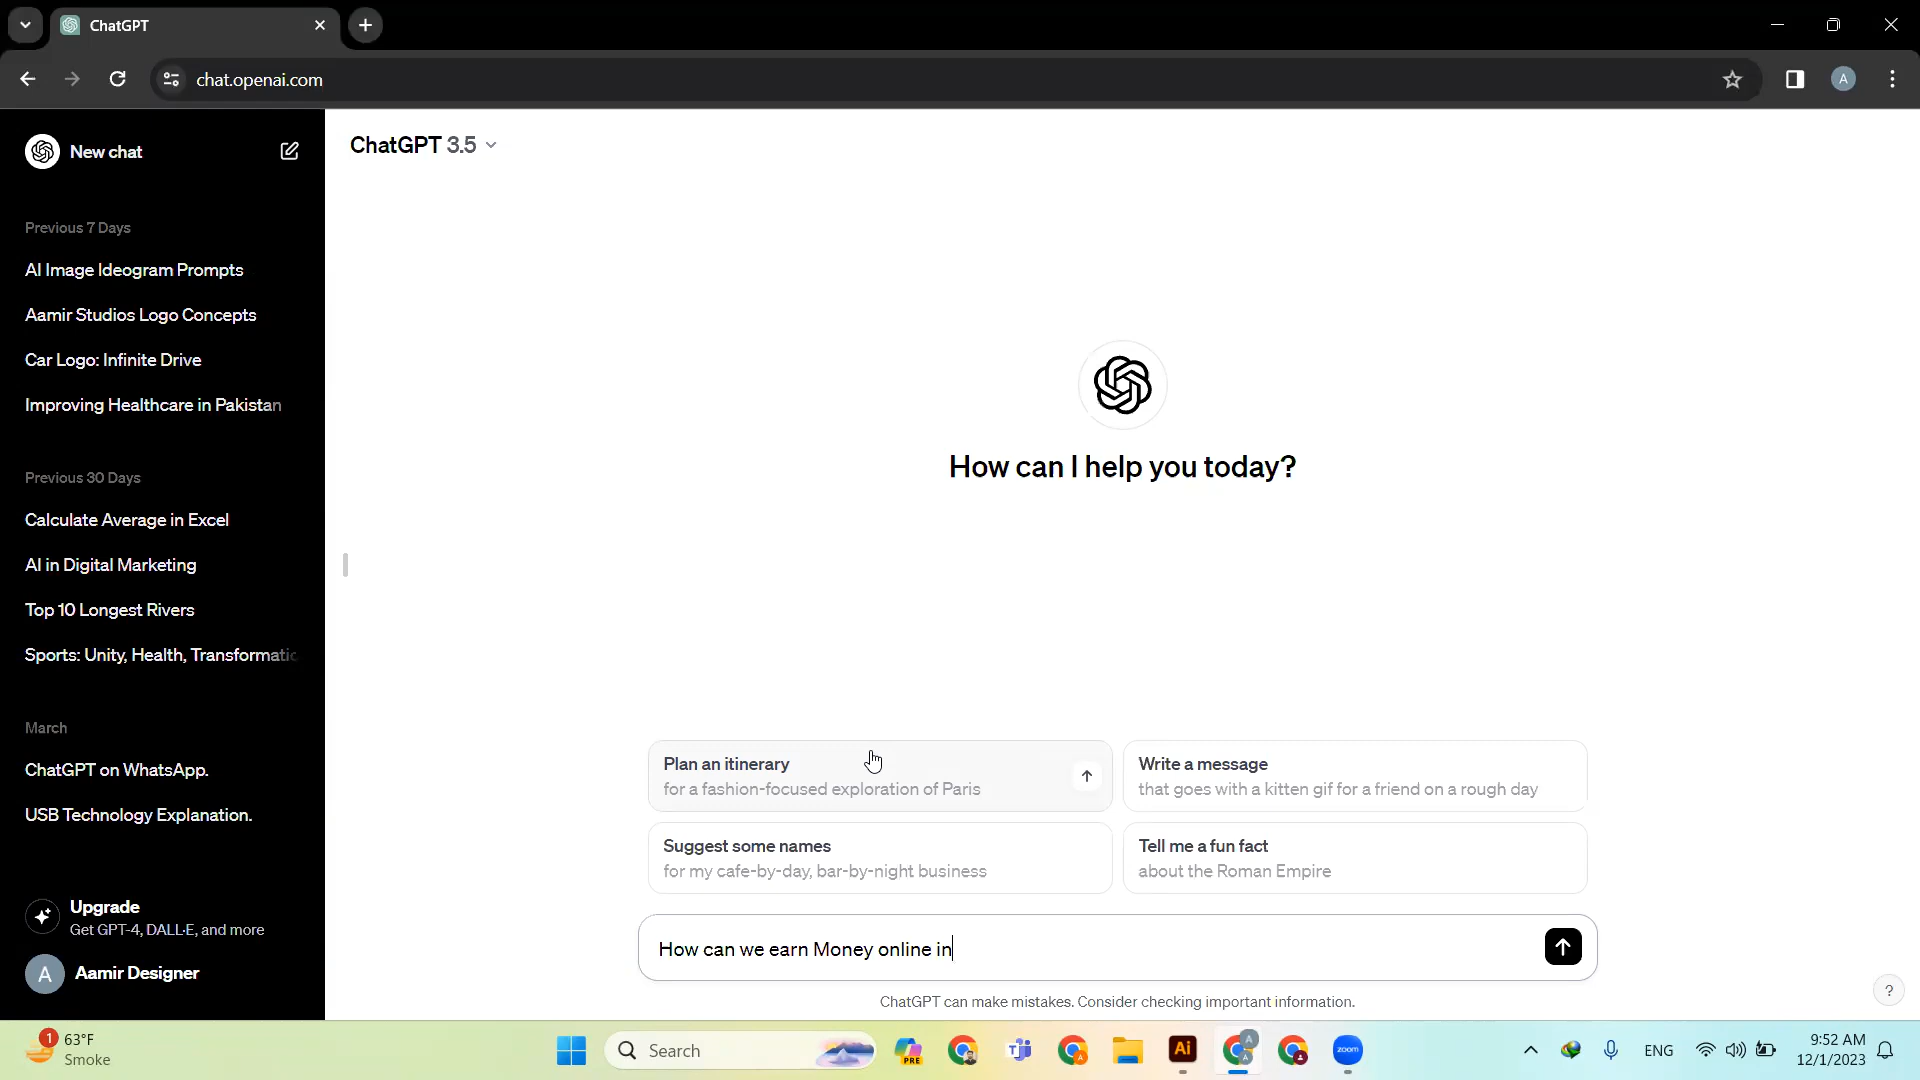 ChatGPT
chat.openai.com
A
New chat
Previous 7 Days
AI Image Ideogram Prompts
Aamir Studios Logo Concepts
Car Logo: Infinite Drive
Improving Healthcare in Pakistan
Previous 30 Days
Calculate Average in Excel
AI in Digital Marketing
Top 10 Longest Rivers
Sports: Unity, Health, Transformatic
March
ChatGPT on WhatsApp.
USB Technology Explanation.
Upgrade
Get GPT-4, DALL·E, and more
A
Aamir Designer
ChatGPT 3.5
How can I help you today?
Plan an itinerary
for a fashion-focused exploration of Paris
Write a message
that goes with a kitten gif for a friend on a rough day
Suggest some names
for my cafe-by-day, bar-by-night business
Tell me a fun fact
about the Roman Empire
How can we earn Money online in
ChatGPT can make mistakes. Consider checking important information.
?
1
63°F
Smoke
Search
PRE
Ai
zoom
ENG
9:52 AM
12/1/2023